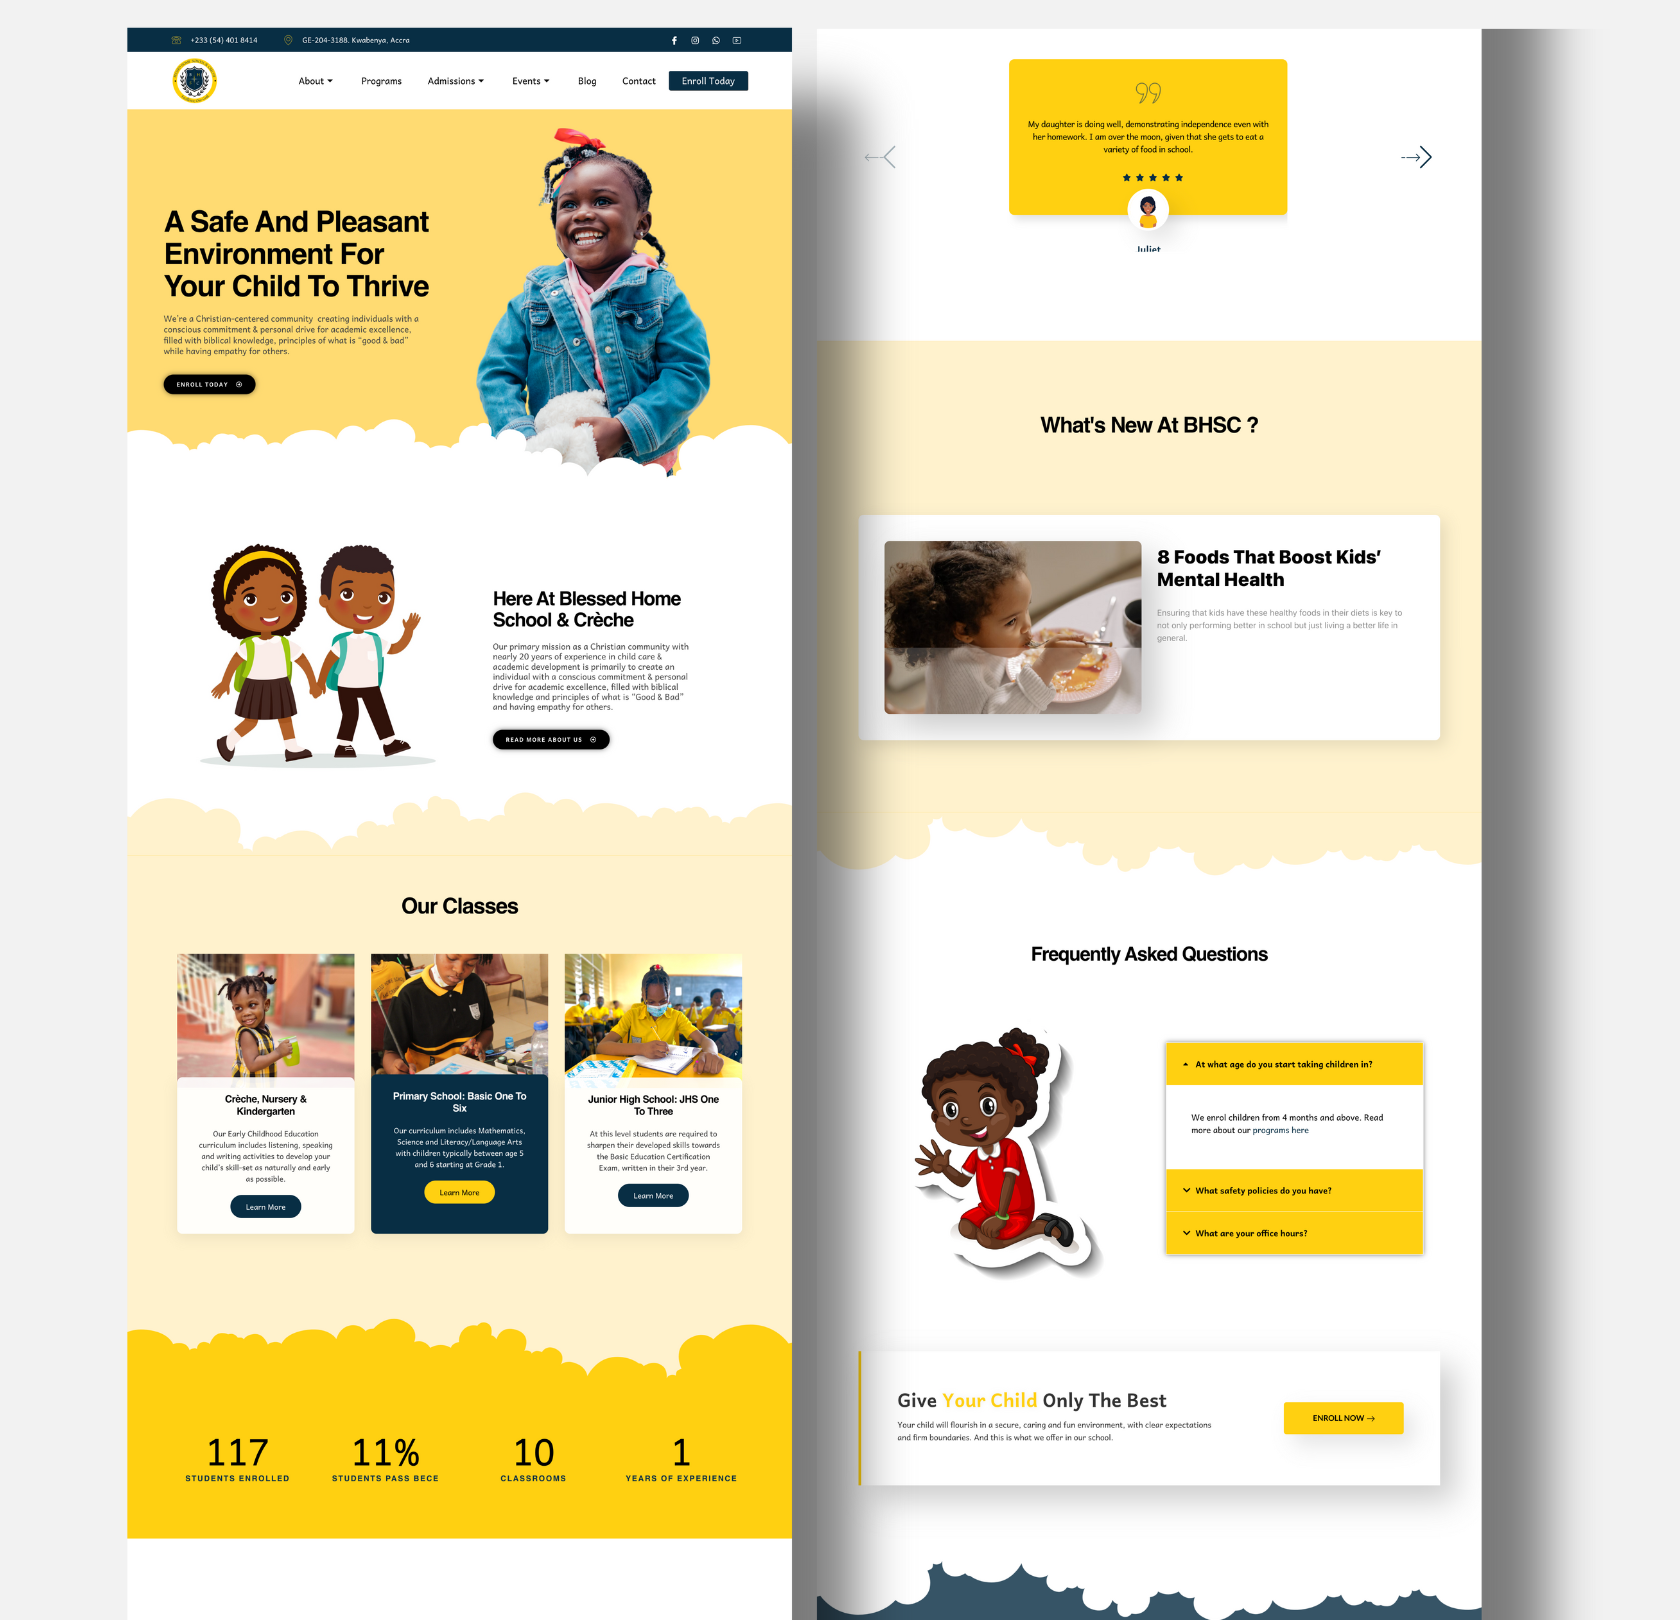 +233 (54) 401 8414
GE-204-3188. Kwabenya, Accra
About
Programs
Admissions
Events
Blog
Contact
Enroll Today
A Safe And Pleasant
Environment For
Your Child To Thrive
We're a Christian-centered community creating individuals with a
conscious commitment & personal drive for academic excellence,
filled with biblical knowledge, principles of what is "good & bad"
while having empathy for others.
ENROLL TODAY
Here At Blessed Home
School & Crèche
Our primary mission as a Christian community with
nearly 20 years of experience in child care &
academic development is primarily to create an
individual with a conscious commitment & personal
drive for academic excellence, filled with biblical
knowledge and principles of what is "Good & Bad"
and having empathy for others.
READ MORE ABOUT US
Our Classes
Crèche, Nursery &
Kindergarten
Our Early Childhood Education
curriculum includes listening, speaking
and writing activities to develop your
child's skill-set as naturally and early
as possible.
Learn More
Primary School: Basic One To
Six
Our curriculum includes Mathematics,
Science and Literacy/Language Arts
with children typically between age 5
and 6 starting at Grade 1.
Learn More
Junior High School: JHS One
To Three
At this level students are required to
sharpen their developed skills towards
the Basic Education Certification
Exam, written in their 3rd year.
Learn More
117
STUDENTS ENROLLED
11%
STUDENTS PASS BECE
10
CLASSROOMS
1
YEARS OF EXPERIENCE
My daughter is doing well, demonstrating independence even with
her homework. I am over the moon, given that she gets to eat a
variety of food in school.
Juliet
What's New At BHSC ?
8 Foods That Boost Kids'
Mental Health
Ensuring that kids have these healthy foods in their diets is key to
not only performing better in school but just living a better life in
general.
Frequently Asked Questions
At what age do you start taking children in?
We enrol children from 4 months and above. Read
more about our programs here
What safety policies do you have?
What are your office hours?
Give Your Child Only The Best
Your child will flourish in a secure, caring and fun environment, with clear expectations
and firm boundaries. And this is what we offer in our school.
ENROLL NOW →